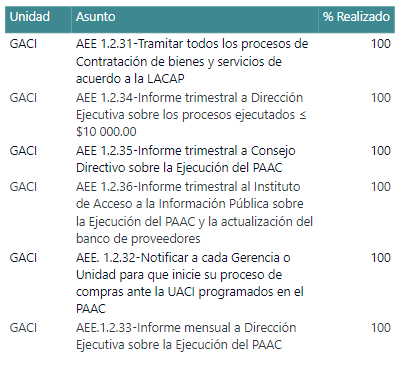 Unidad Asunto % Realizado
GACI AEE 1.2.31-Tramitar todos los procesos de 100
Contratación de bienes y servicios de
acuerdo a la LACAP
GACI AEE 1.2.34-Informe trimestral a Dirección 100
Ejecutiva sobre los procesos ejecutados ≤
$10 000.00
GACI AEE 1.2.35-Informe trimestral a Consejo 100
Directivo sobre la Ejecución del PAAC
GACI AEE 1.2.36-Informe trimestral al Instituto 100
de Acceso a la Información Pública sobre
la Ejecución del PAAC y la actualización del
banco de proveedores
GACI AEE. 1.2.32-Notificar a cada Gerencia o 100
Unidad para que inicie su proceso de
compras ante la UACI programados en el
PAAC
GACI AEE.1.2.33-Informe mensual a Dirección 100
Ejecutiva sobre la Ejecución del PAAC